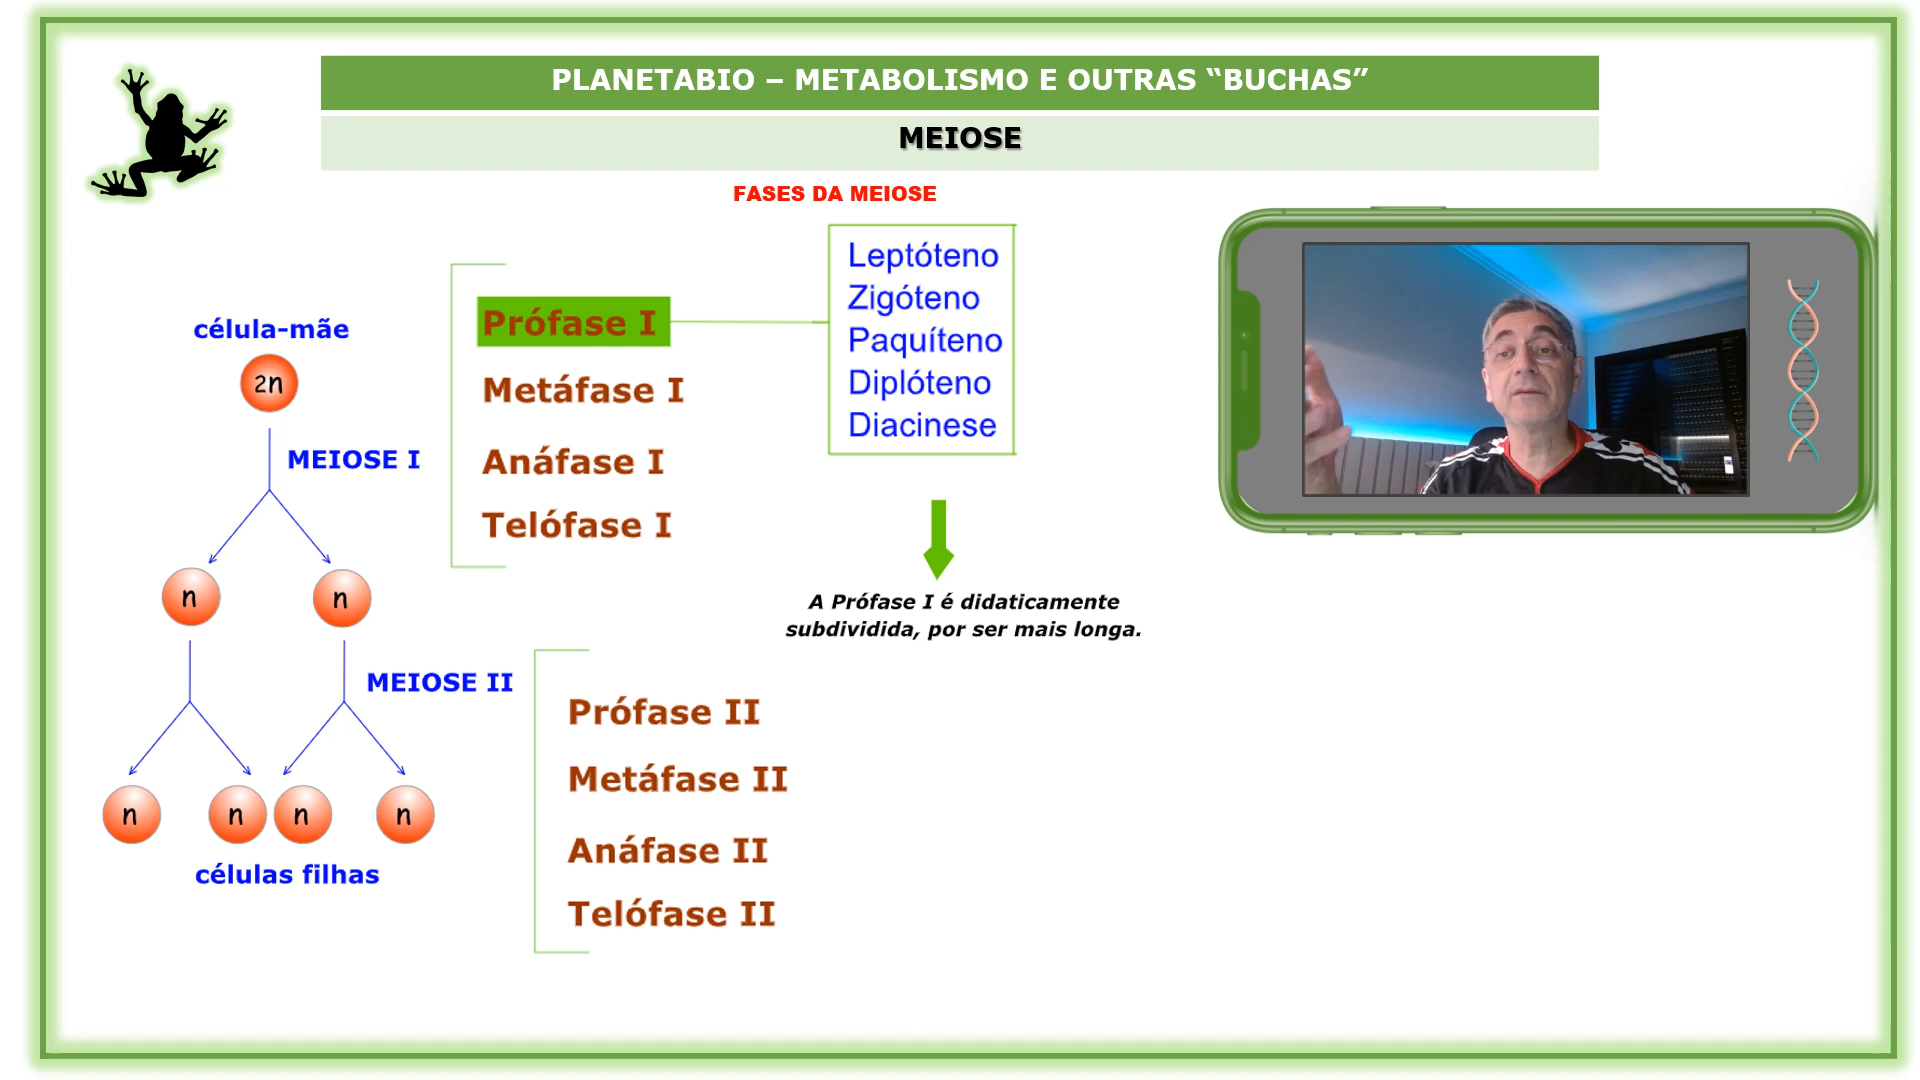 PLANETABIO – METABOLISMO E OUTRAS “BUCHAS”
MEIOSE
FASES DA MEIOSE
célula-mãe
2n
MEIOSE I
n
n
MEIOSE II
n
n
n
n
células filhas
Prófase I
Metáfase I
Anáfase I
Telófase I
Leptóteno
Zigóteno
Paquíteno
Diplóteno
Diacinese
A Prófase I é didaticamente
subdividida, por ser mais longa.
Prófase II
Metáfase II
Anáfase II
Telófase II